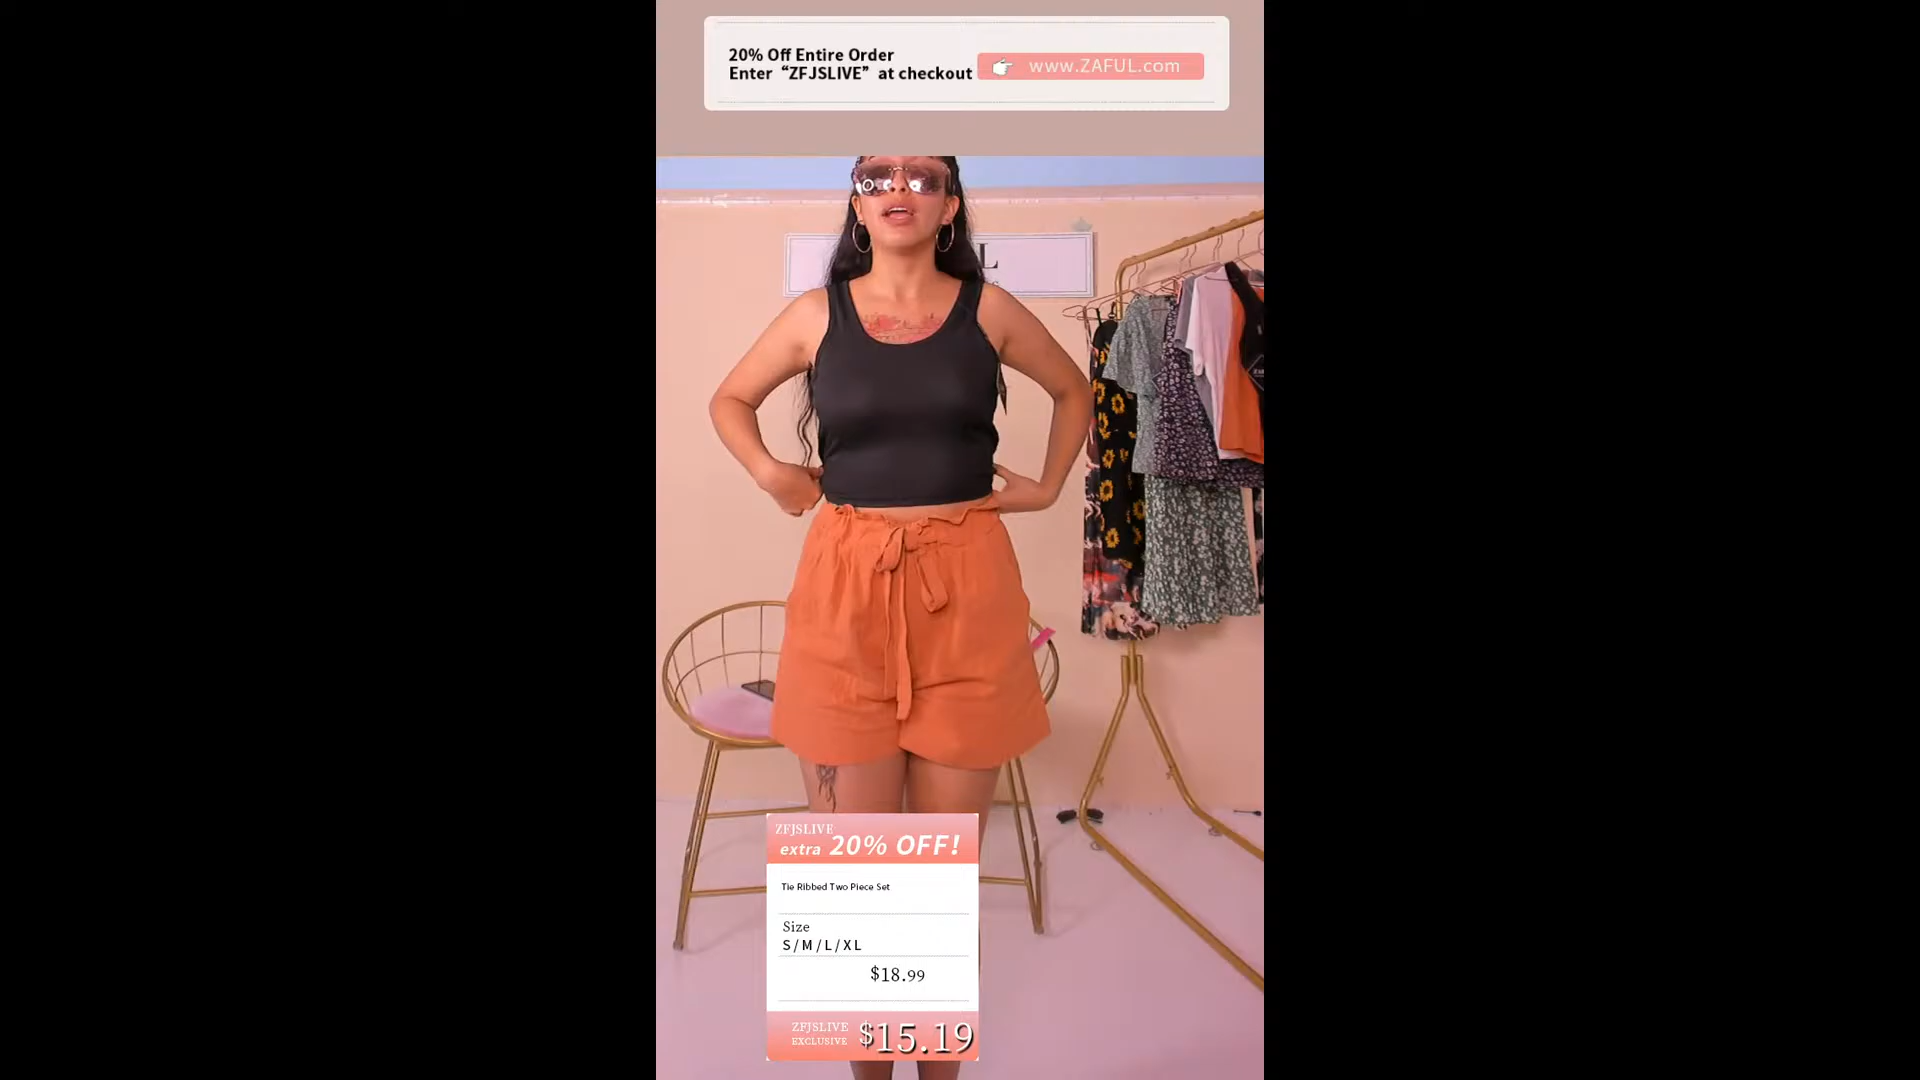 20% Off Entire Order
Enter “ZFJSLIVE” at checkout
www.ZAFUL.com
L
ZFJSLIVE
extra 20% OFF!
Tie Ribbed Two Piece Set
Size
S/M/L/XL
$18.99
ZFJSLIVE
EXCLUSIVE
$15.19